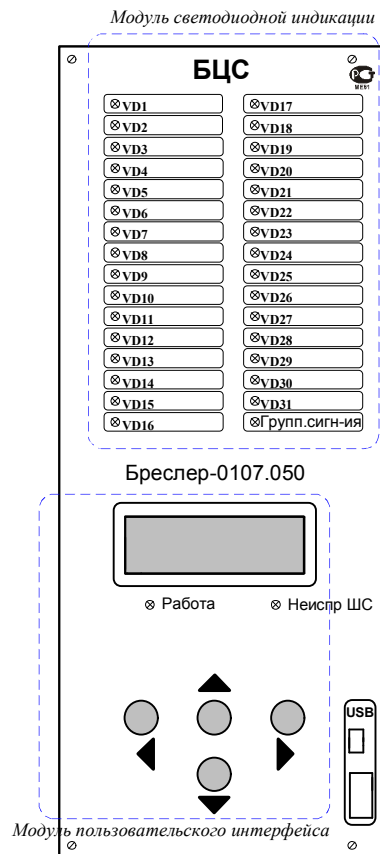 Модуль светодиодной индикации
БЦС
МЕ61
VD1
VD2
VD3
VD4
VD5
VD6
VD7
VD8
VD9
VD10
VD11
VD12
VD13
VD14
VD15
VD16
VD17
VD18
VD19
VD20
VD21
VD22
VD23
VD24
VD25
VD26
VD27
VD28
VD29
VD30
VD31
Групп.сигн-ия
Бреслер-0107.050
Работа
Неиспр ШС
USB
Модуль пользовательского интерфейса